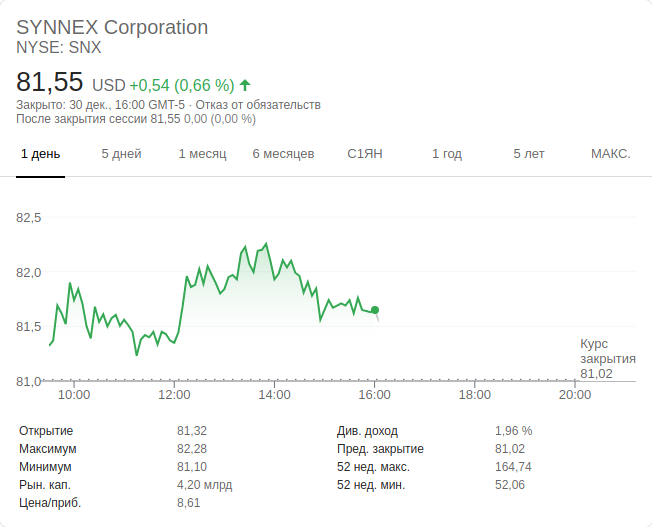 SYNNEX Corporation
NYSE: SNX
81,55 USD +0,54 (0,66 %)
Закрыто: 30 дек., 16:00 GMT-5 · Отказ от обязательств
После закрытия сессии 81,55 0,00 (0,00 %)
1 день 5 дней 1 месяц 6 месяцев С1ЯН 1 год 5 лет МАКС.
82,5
82,0
81,5
Курс
закрытия
81,02
81,0
10:00 12:00 14:00 16:00 18:00 20:00
Открытие 81,32 Див. доход 1,96 %
Максимум 82,28 Пред. закрытие 81,02
Минимум 81,10 52 нед. макс. 164,74
Рын. кап. 4,20 млрд 52 нед. мин. 52,06
Цена/приб. 8,61